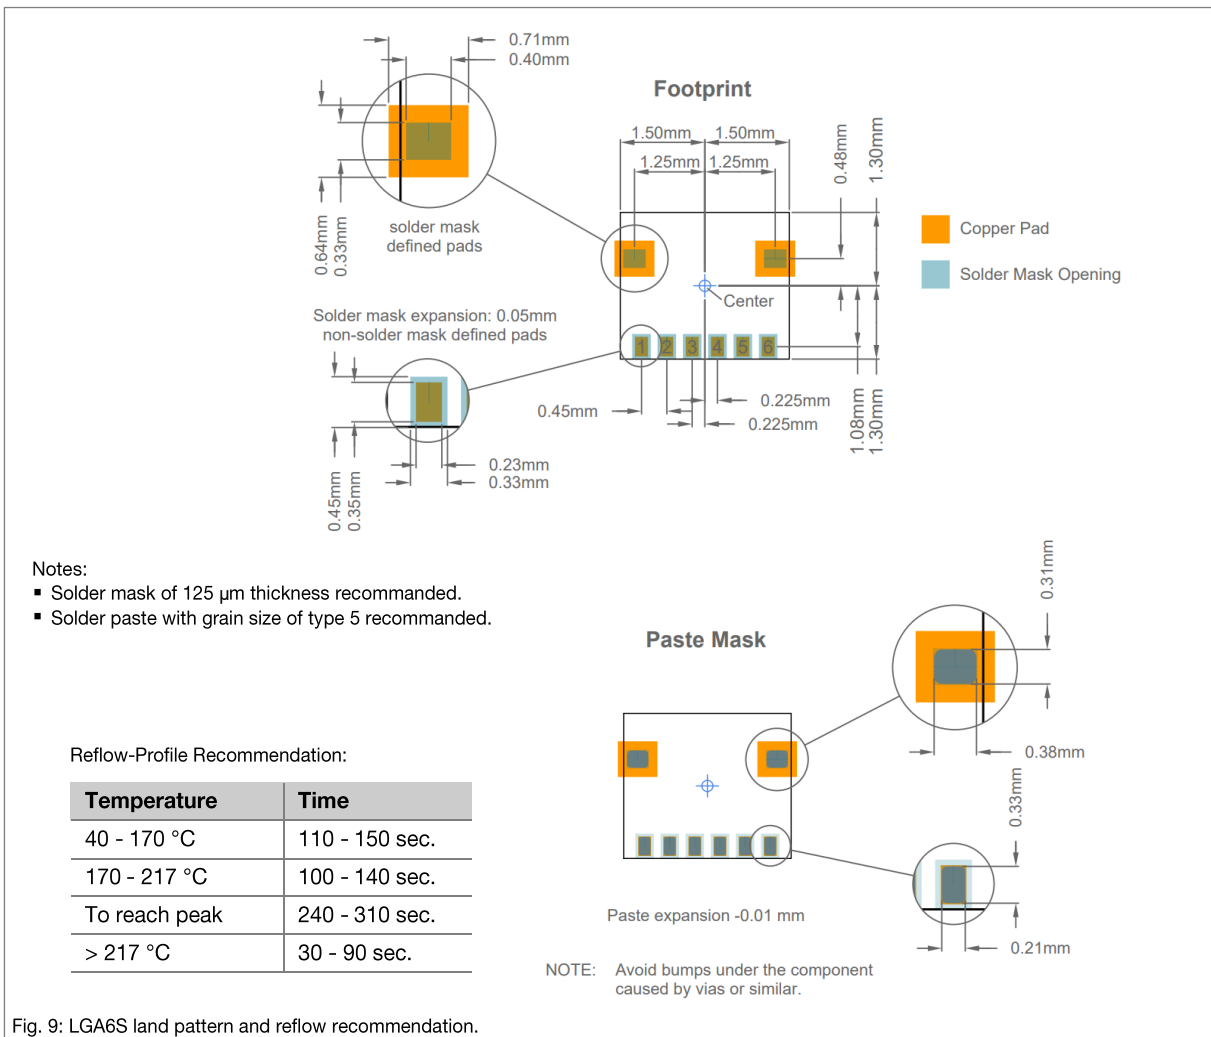 0.71mm
0.40mm
Footprint
1.50mm
1.50mm
1.25mm
1.25mm
0.48mm
1.30mm
0.64mm
0.33mm
solder mask
defined pads
Copper Pad
Solder Mask Opening
Center
Solder mask expansion: 0.05mm
non-solder mask defined pads
1 2 3 4 5 6
0.45mm
0.225mm
0.225mm
1.08mm
1.30mm
0.23mm
0.33mm
0.45mm
0.35mm
Notes:
▪ Solder mask of 125 µm thickness recommanded.
▪ Solder paste with grain size of type 5 recommanded.
Paste Mask
0.31mm
0.38mm
0.33mm
0.21mm
Paste expansion -0.01 mm
NOTE: Avoid bumps under the component
caused by vias or similar.
Reflow-Profile Recommendation:
Temperature Time
40 - 170 °C 110 - 150 sec.
170 - 217 °C 100 - 140 sec.
To reach peak 240 - 310 sec.
> 217 °C 30 - 90 sec.
Fig. 9: LGA6S land pattern and reflow recommendation.